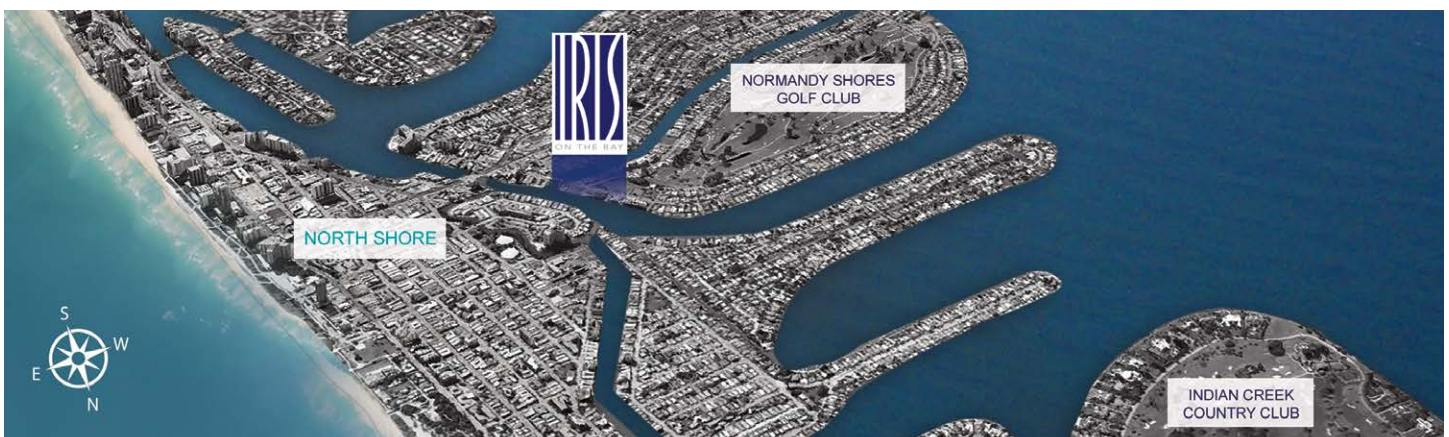 IRIS
ON THE BAY
NORMANDY SHORES
GOLF CLUB
NORTH SHORE
S
W
E
N
INDIAN CREEK
COUNTRY CLUB